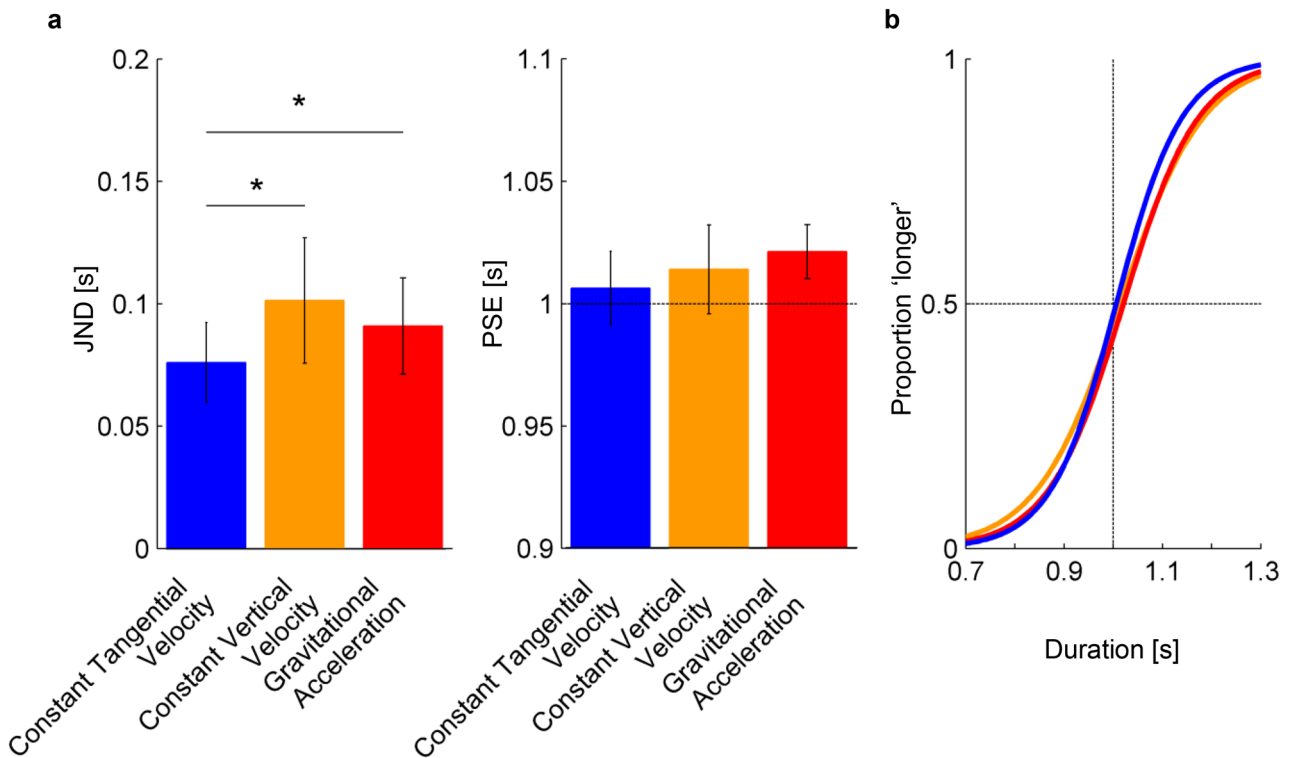 a
JND [s]
0.2
0.15
0.1
0.05
0
*
*
Constant Tangential
Velocity
Constant Vertical
Velocity
Gravitational
Acceleration
PSE [s]
1.1
1.05
1
0.95
0.9
Constant Tangential
Velocity
Constant Vertical
Velocity
Gravitational
Acceleration
b
Proportion ‘longer’
1
0.5
0
0.7 0.9 1.1 1.3
Duration [s]